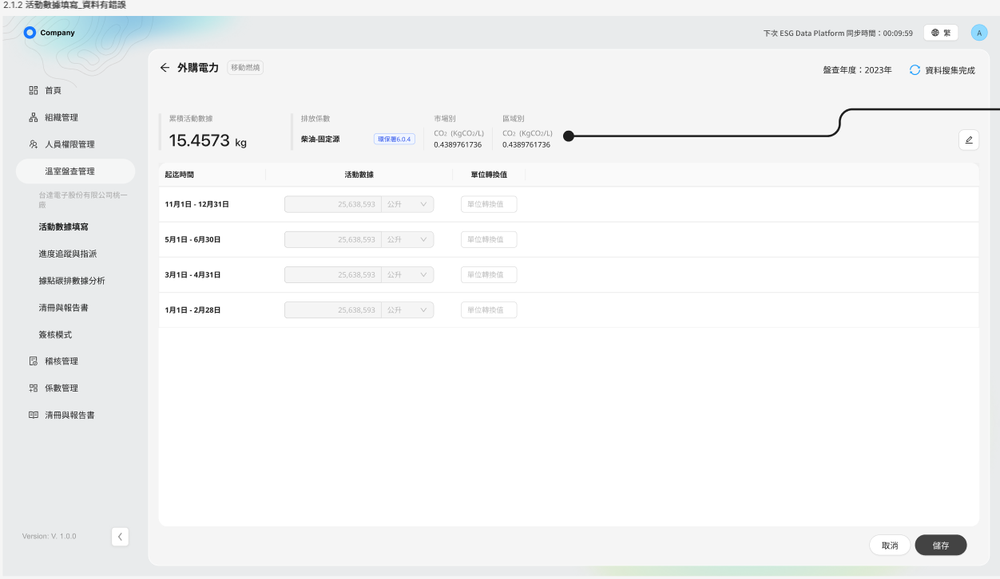 2.1.2 活動數據填寫_資料有錯誤
Company
下次 ESG Data Platform 同步時間：00:09:59
繁
A
外購電力
移動燃燒
盤查年度：2023年
資料搜集完成
首頁
組織管理
人員權限管理
溫室盤查管理
台達電子股份有限公司桃一
廠
活動數據填寫
進度追蹤與指派
據點碳排數據分析
清冊與報告書
簽核模式
稽核管理
係數管理
清冊與報告書
Version: V. 1.0.0
累積活動數據
15.4573 kg
排放係數
柴油-固定源
環保署6.0.4
市場別
CO₂ (KgCO₂/L)
0.4389761736
區域別
CO₂ (KgCO₂/L)
0.4389761736
起迄時間 活動數據 單位轉換值
11月1日 - 12月31日 25,638,593 公升 單位轉換值
5月1日 - 6月30日 25,638,593 公升 單位轉換值
3月1日 - 4月31日 25,638,593 公升 單位轉換值
1月1日 - 2月28日 25,638,593 公升 單位轉換值
取消
儲存